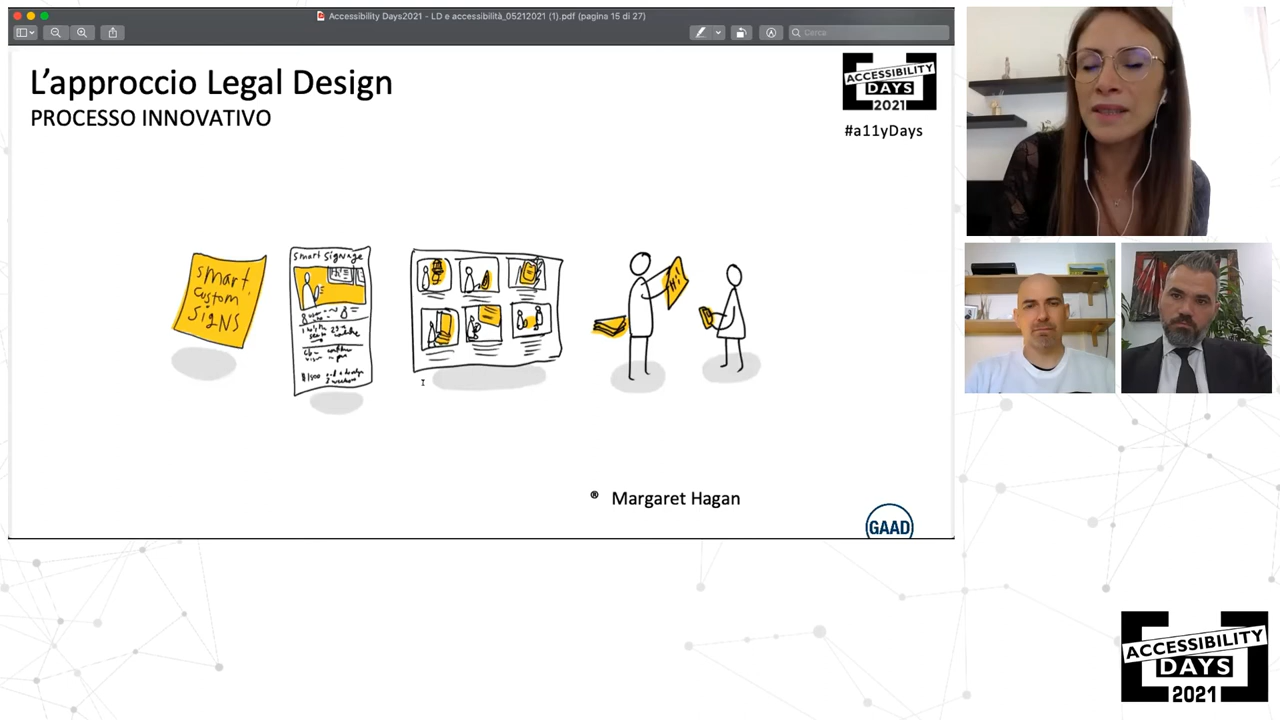 Accessibility Days2021 - LD e accessibilità_05212021 (1).pdf (pagina 15 di 27)
Cerca
L'approccio Legal Design
PROCESSO INNOVATIVO
ACCESSIBILITY
DAYS
2021
#a11yDays
smart
custom
SIGNS
smart signage
® Margaret Hagan
GAAD
ACCESSIBILITY
DAYS
2021